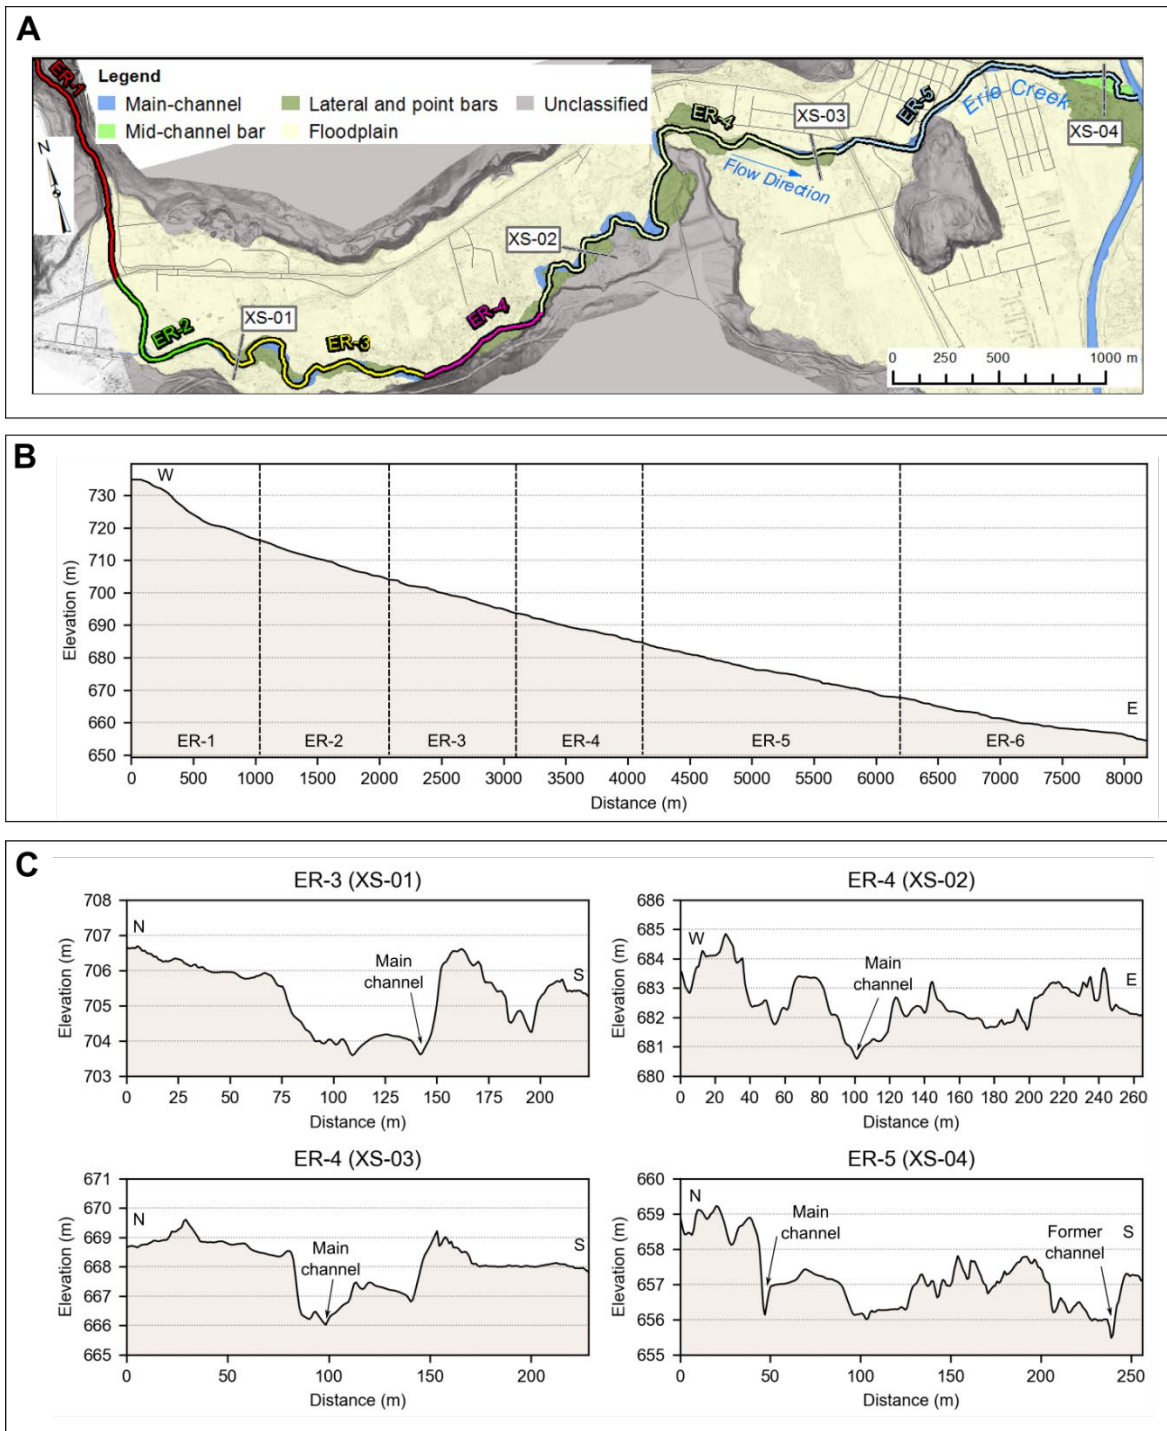 A
Legend
Main-channel
Lateral and point bars
Unclassified
Mid-channel bar
Floodplain
N
ER-1
ER-2
XS-01
ER-3
ER-4
XS-02
ER-4
Flow Direction
XS-03
ER-5
Erie Creek
XS-04
0 250 500 1000 m
B
W
730
720
710
700
690
680
670
660
650
Elevation (m)
E
ER-1 ER-2 ER-3 ER-4 ER-5 ER-6
0 500 1000 1500 2000 2500 3000 3500 4000 4500 5000 5500 6000 6500 7000 7500 8000
Distance (m)
C
ER-3 (XS-01)
708
707
706
705
704
703
Elevation (m)
N
Main
channel
S
0 25 50 75 100 125 150 175 200
Distance (m)
ER-4 (XS-02)
686
685
684
683
682
681
680
Elevation (m)
W
Main
channel
E
0 20 40 60 80 100 120 140 160 180 200 220 240 260
Distance (m)
ER-4 (XS-03)
671
670
669
668
667
666
665
Elevation (m)
N
Main
channel
S
0 50 100 150 200
Distance (m)
ER-5 (XS-04)
660
659
658
657
656
655
Elevation (m)
N
Main
channel
Former
channel
S
0 50 100 150 200 250
Distance (m)